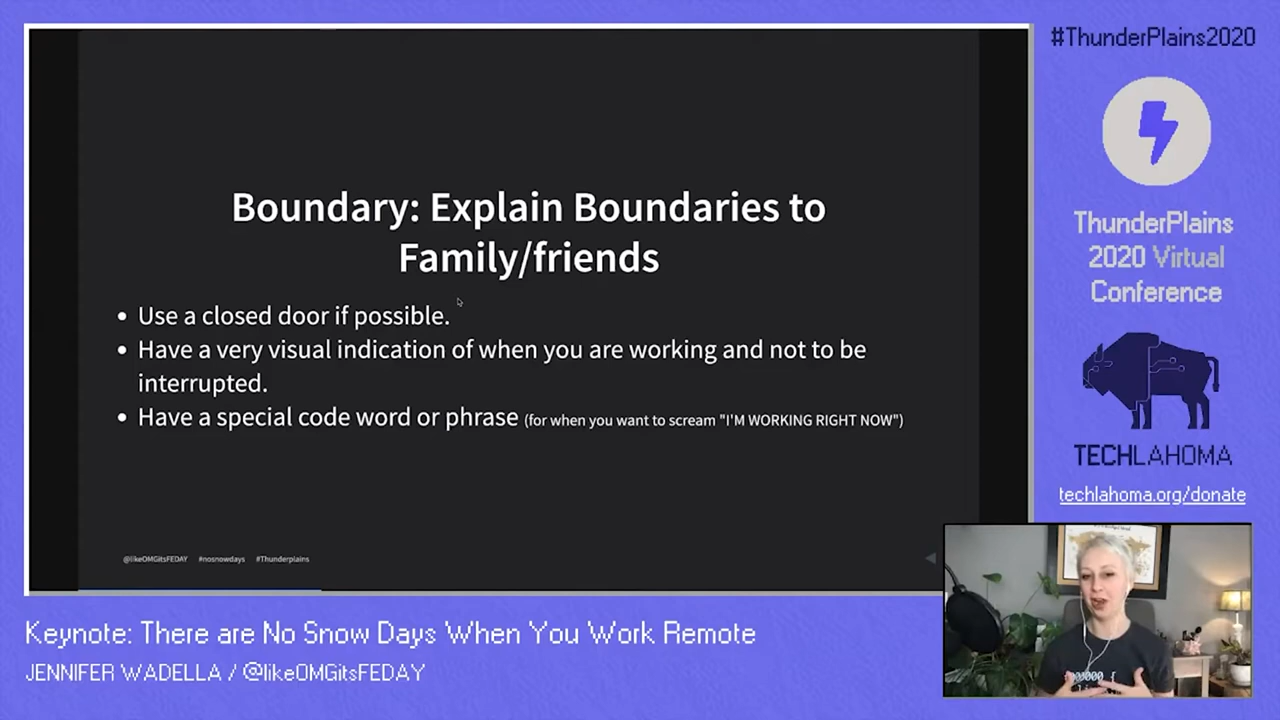 #ThunderPlains2020
Boundary: Explain Boundaries to
Family/friends
• Use a closed door if possible.
• Have a very visual indication of when you are working and not to be
interrupted.
• Have a special code word or phrase (for when you want to scream "I'M WORKING RIGHT NOW")
@likeOMGitsFEDAY #nosnowdays #Thunderplains
ThunderPlains
2020 Virtual
Conference
TECHLAHOMA
techlahoma.org/donate
Keynote: There are No Snow Days When You Work Remote
JENNIFER WADELLA / @likeOMGitsFEDAY